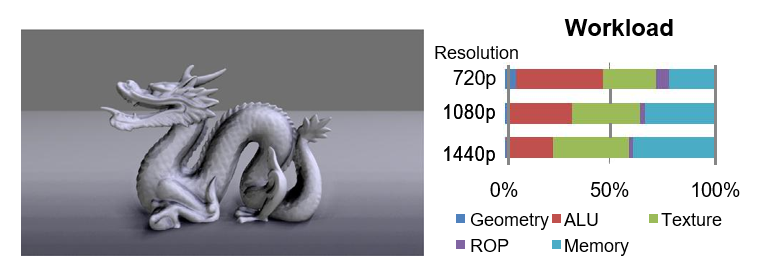 Workload
Resolution
720p
1080p
1440p
0% 50% 100%
Geometry ALU Texture
ROP Memory